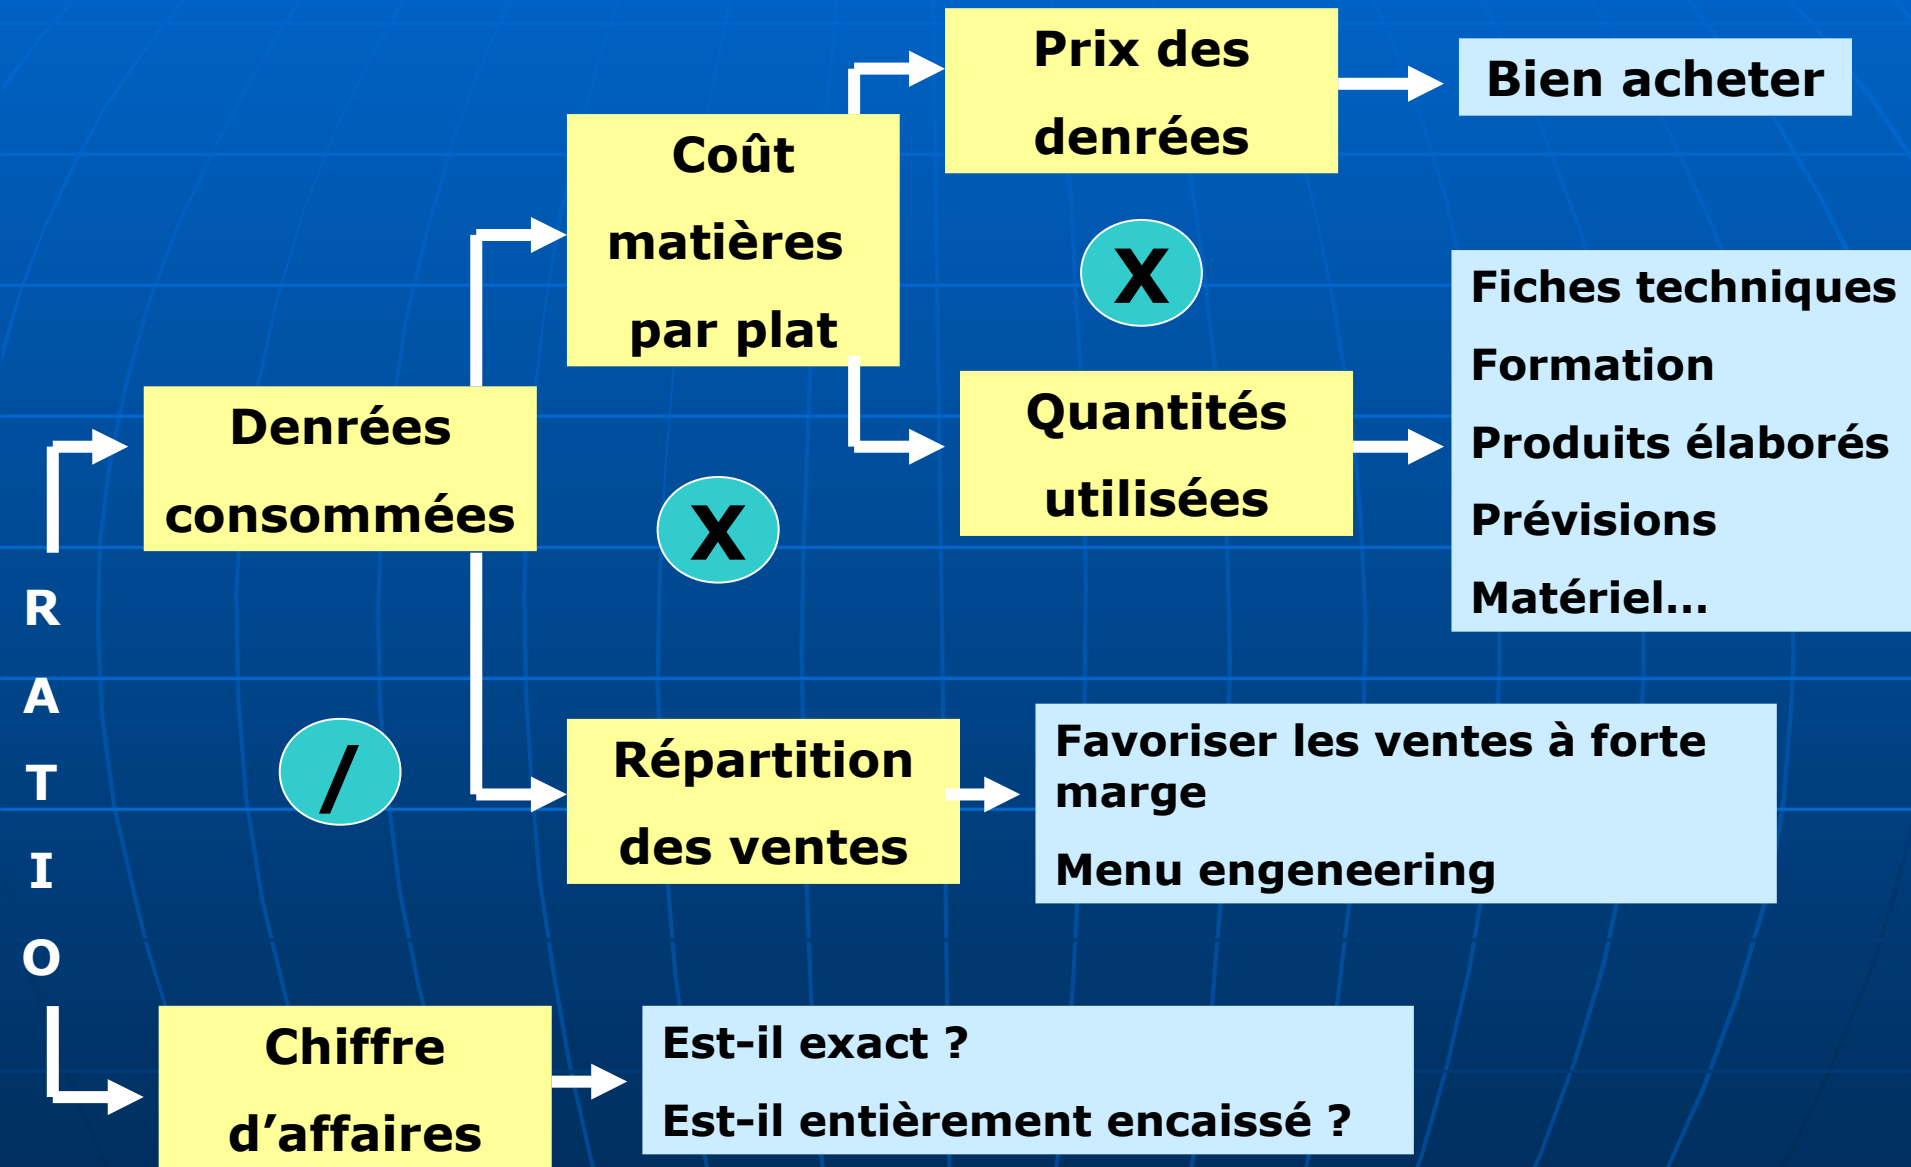 Prix des
denrées
Bien acheter
Coût
matières
par plat
X
Fiches techniques
Formation
Produits élaborés
Prévisions
Matériel…
Quantités
utilisées
Denrées
consommées
X
R
A
T
I
O
/
Répartition
des ventes
Favoriser les ventes à forte
marge
Menu engeneering
Chiffre
d’affaires
Est-il exact ?
Est-il entièrement encaissé ?